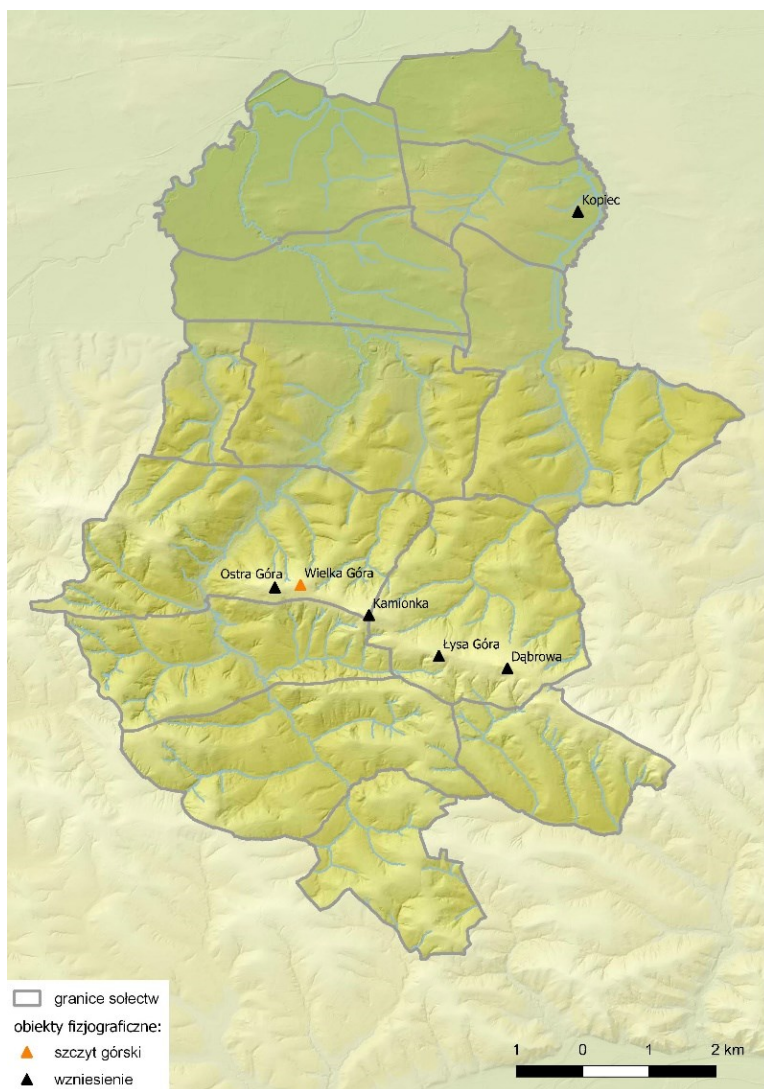 Kopiec
Ostra Góra
Wielka Góra
Kamionka
Łysa Góra
Dąbrowa
granice sołectw
obiekty fizjograficzne:
szczyt górski
wzniesienie
1 0 1 2 km